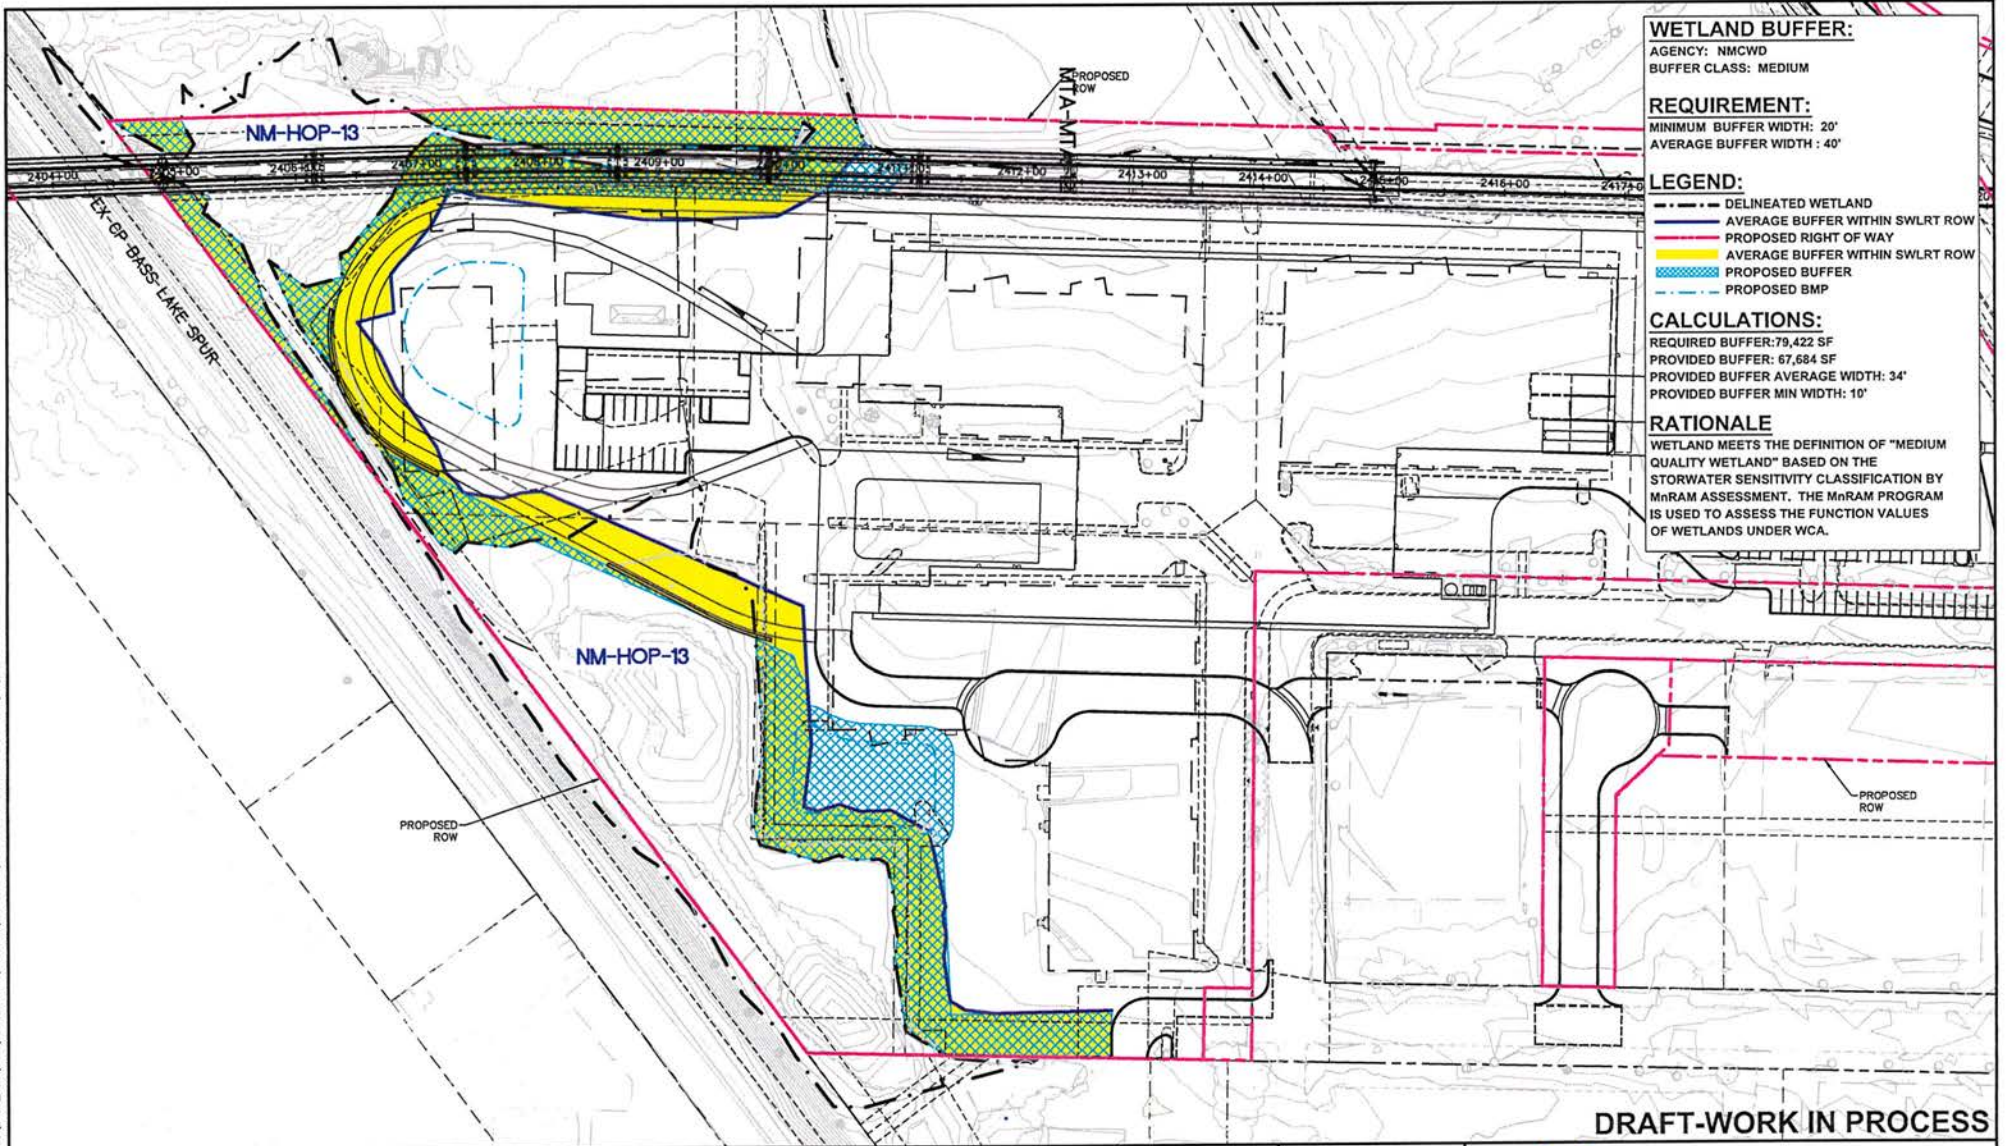 WETLAND BUFFER:
AGENCY: NMCWD
BUFFER CLASS: MEDIUM
REQUIREMENT:
MINIMUM BUFFER WIDTH: 20'
AVERAGE BUFFER WIDTH : 40'
LEGEND:
DELINEATED WETLAND
AVERAGE BUFFER WITHIN SWLRT ROW
PROPOSED RIGHT OF WAY
AVERAGE BUFFER WITHIN SWLRT ROW
PROPOSED BUFFER
PROPOSED BMP
CALCULATIONS:
REQUIRED BUFFER:79,422 SF
PROVIDED BUFFER: 67,684 SF
PROVIDED BUFFER AVERAGE WIDTH: 34'
PROVIDED BUFFER MIN WIDTH: 10'
RATIONALE
WETLAND MEETS THE DEFINITION OF "MEDIUM
QUALITY WETLAND" BASED ON THE
STORWATER SENSITIVITY CLASSIFICATION BY
MnRAM ASSESSMENT. THE MnRAM PROGRAM
IS USED TO ASSESS THE FUNCTION VALUES
OF WETLANDS UNDER WCA.
PROPOSED
ROW
NM-HOP-13
2404+00
2409+00
2412+00
2413+00
2414+00
2416+00
EX-CP BASS LAKE SPUR
NM-HOP-13
PROPOSED
ROW
PROPOSED
ROW
DRAFT-WORK IN PROCESS